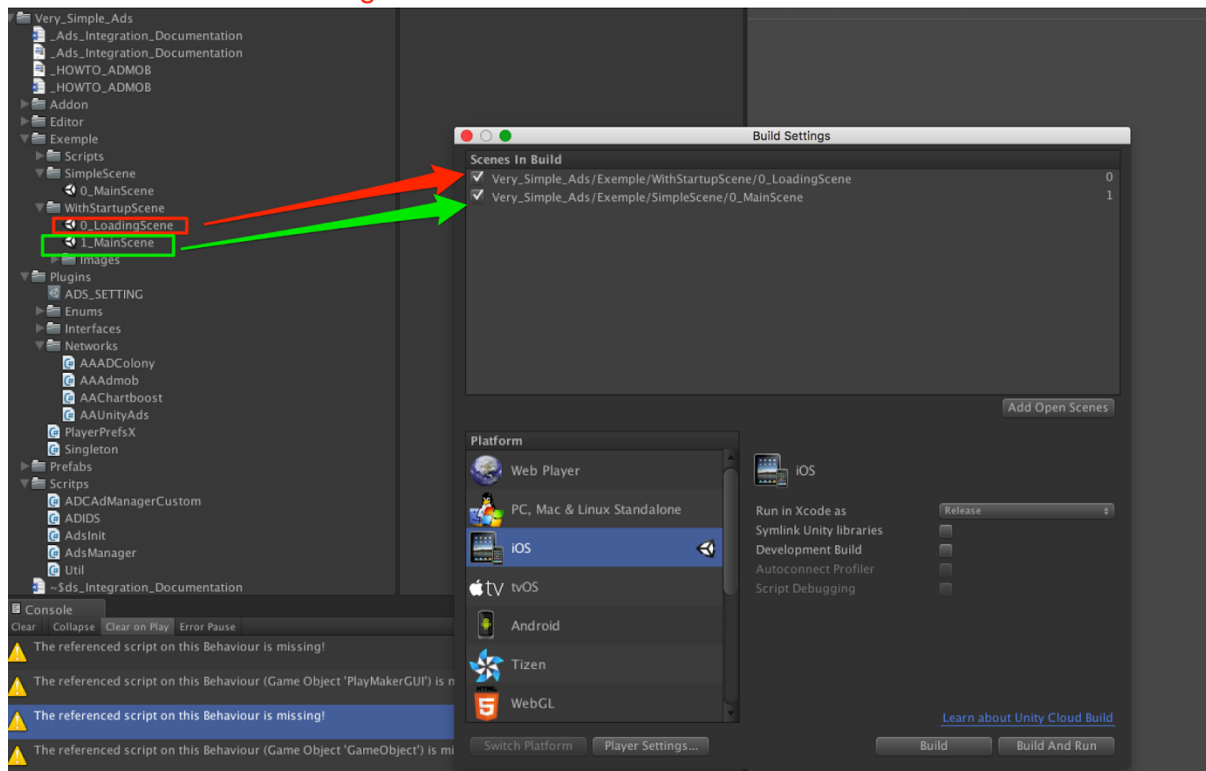 Very_Simple_Ads
_Ads_Integration_Documentation
_Ads_Integration_Documentation
_HOWTO_ADMOB
_HOWTO_ADMOB
Addon
Editor
Exemple
Scripts
SimpleScene
0_MainScene
WithStartupScene
0_LoadingScene
1_MainScene
Images
Plugins
ADS_SETTING
Enums
Interfaces
Networks
AAADColony
AAAdmob
AAChartboost
AAUnityAds
PlayerPrefsX
Singleton
Prefabs
Scritps
ADCAdManagerCustom
ADIDS
AdsInit
AdsManager
Util
~$ds_Integration_Documentation
Console
Clear Collapse Clear on Play Error Pause
The referenced script on this Behaviour is missing!
The referenced script on this Behaviour (Game Object 'PlayMakerGUI') is
The referenced script on this Behaviour is missing!
The referenced script on this Behaviour (Game Object 'GameObject') is mi
Build Settings
Scenes In Build
Very_Simple_Ads/Exemple/WithStartupScene/0_LoadingScene 0
Very_Simple_Ads/Exemple/SimpleScene/0_MainScene 1
Add Open Scenes
Platform
Web Player
PC, Mac & Linux Standalone
iOS
tv tvOS
Android
Tizen
HTML 5 WebGL
iOS
Run in Xcode as Release
Symlink Unity libraries
Development Build
Autoconnect Profiler
Script Debugging
Learn about Unity Cloud Build
Switch Platform Player Settings... Build Build And Run